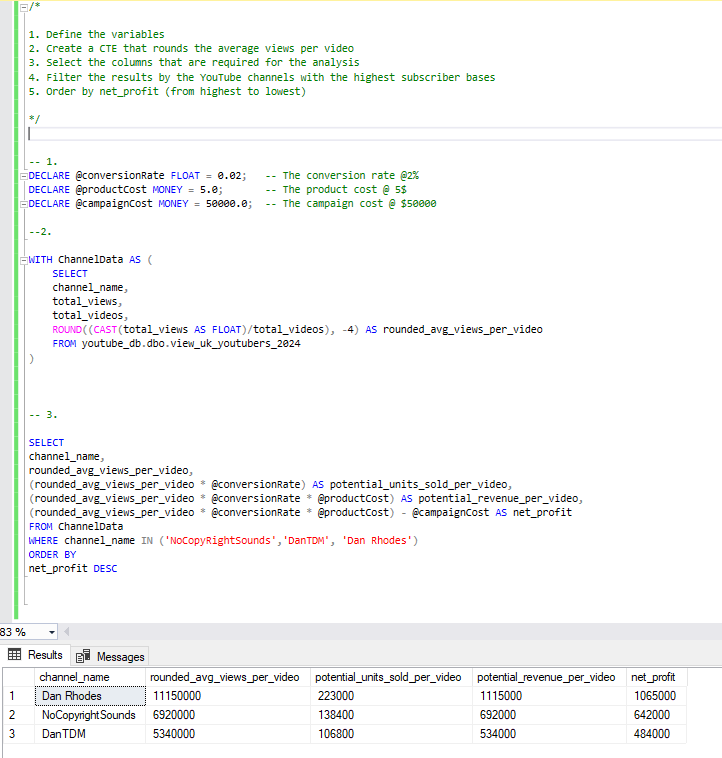 /*
1. Define the variables
2. Create a CTE that rounds the average views per video
3. Select the columns that are required for the analysis
4. Filter the results by the YouTube channels with the highest subscriber bases
5. Order by net_profit (from highest to lowest)
*/
-- 1.
DECLARE @conversionRate FLOAT = 0.02;   -- The conversion rate @2%
DECLARE @productCost MONEY = 5.0;       -- The product cost @ 5$
DECLARE @campaignCost MONEY = 50000.0;  -- The campaign cost @ $50000
--2.
WITH ChannelData AS (
    SELECT
    channel_name,
    total_views,
    total_videos,
    ROUND((CAST(total_views AS FLOAT)/total_videos), -4) AS rounded_avg_views_per_video
    FROM youtube_db.dbo.view_uk_youtubers_2024
)
-- 3.
SELECT
channel_name,
rounded_avg_views_per_video,
(rounded_avg_views_per_video * @conversionRate) AS potential_units_sold_per_video,
(rounded_avg_views_per_video * @conversionRate * @productCost) AS potential_revenue_per_video,
(rounded_avg_views_per_video * @conversionRate * @productCost) - @campaignCost AS net_profit
FROM ChannelData
WHERE channel_name IN ('NoCopyRightSounds','DanTDM', 'Dan Rhodes')
ORDER BY
net_profit DESC
83 %
Results Messages
channel_name rounded_avg_views_per_video potential_units_sold_per_video potential_revenue_per_video net_profit
1 Dan Rhodes 11150000 223000 1115000 1065000
2 NoCopyrightSounds 6920000 138400 692000 642000
3 DanTDM 5340000 106800 534000 484000